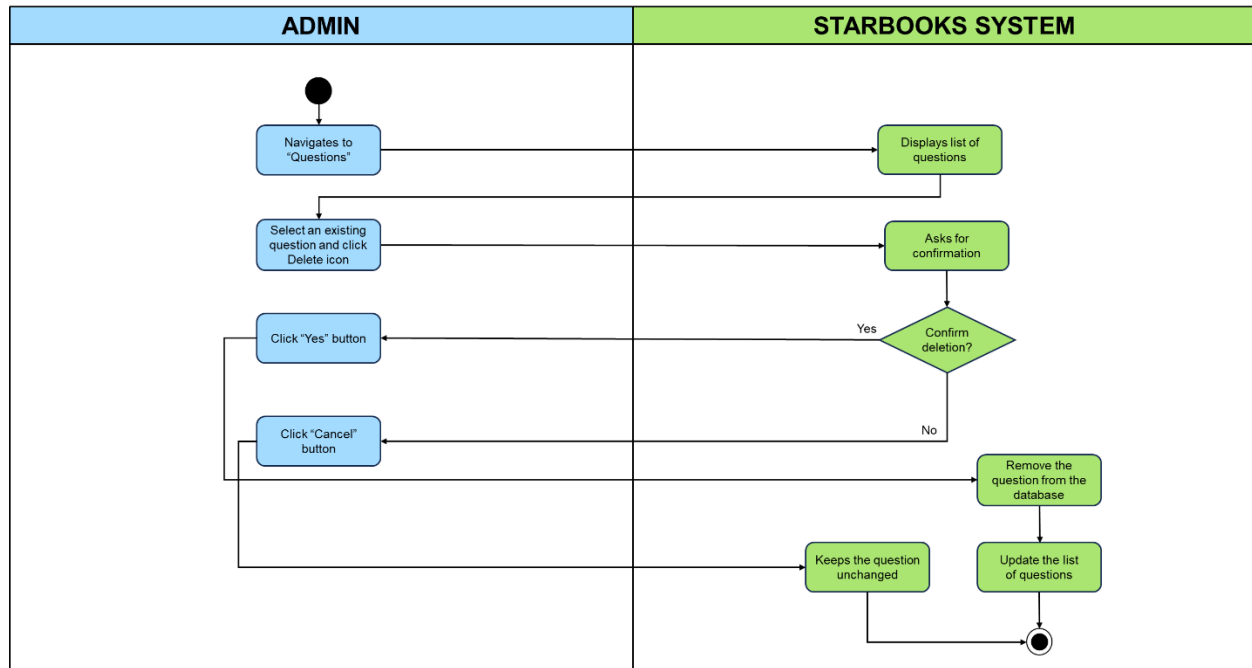 ADMIN
STARBOOKS SYSTEM
Navigates to
“Questions”
Displays list of
questions
Select an existing
question and click
Delete icon
Asks for
confirmation
Click “Yes” button
Yes
Confirm
deletion?
Click “Cancel”
button
No
Remove the
question from the
database
Keeps the question
unchanged
Update the list
of questions